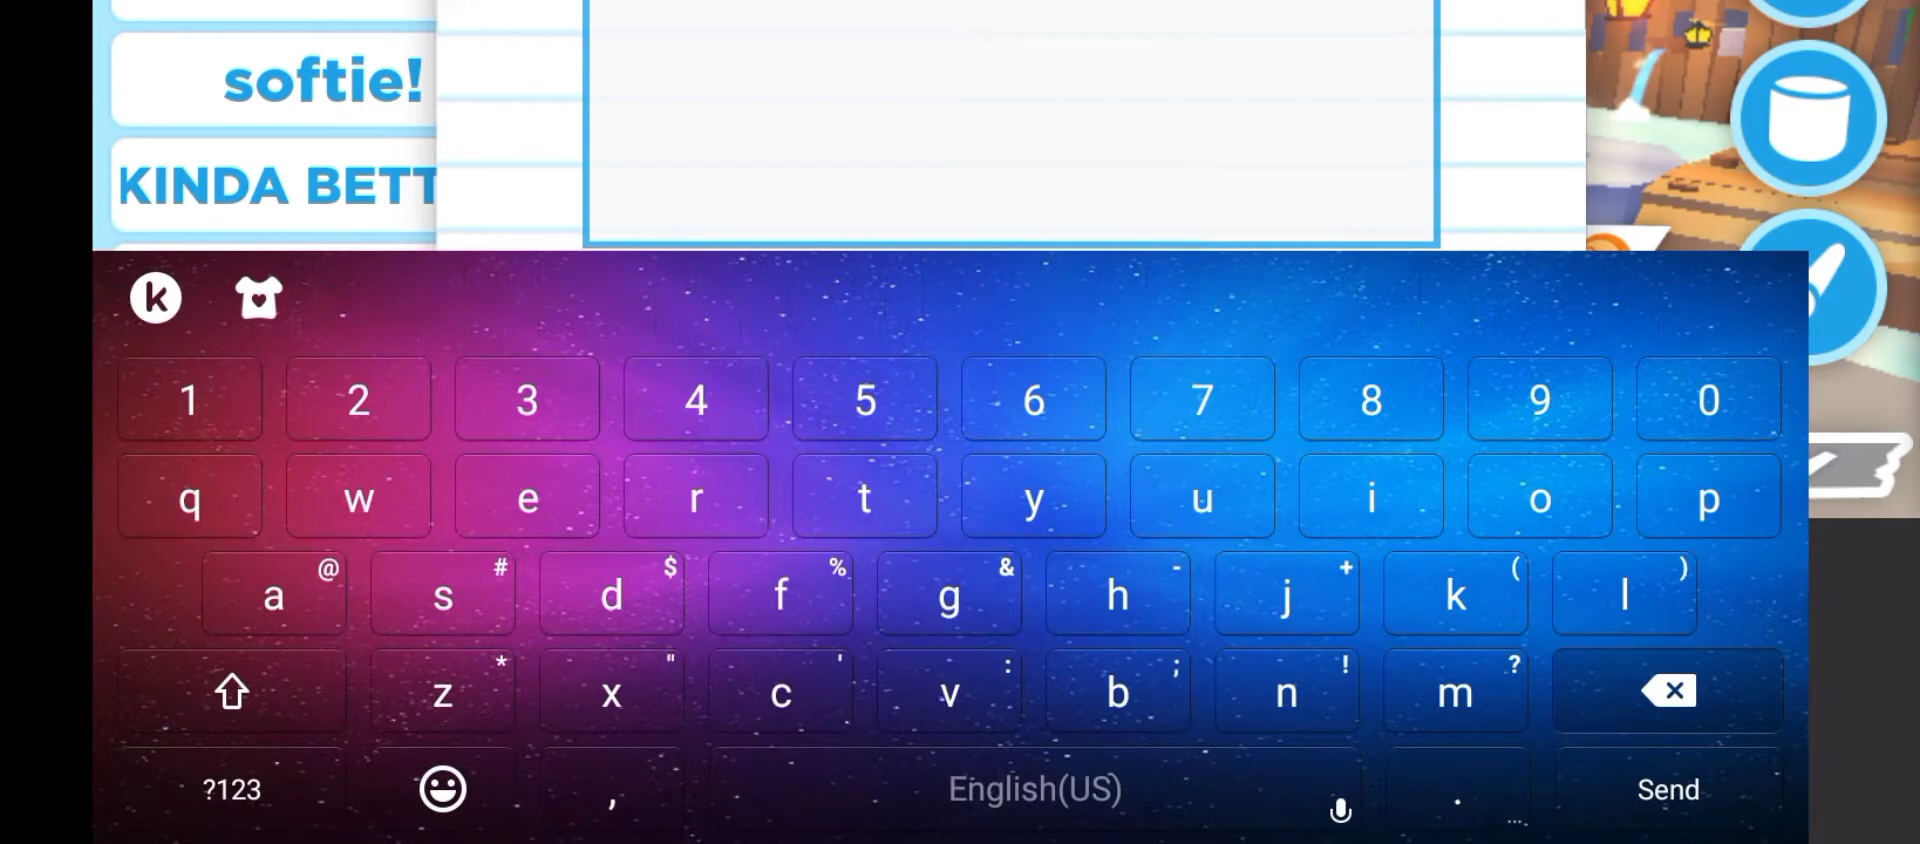 softie!
KINDA BETT
k
1 2 3 4 5 6 7 8 9 0
q w e r t y u i o p
@ # $ % & - + ( )
a s d f g h j k l
* " ' : ; ! ?
z x c v b n m
?123 , English(US) . ... Send